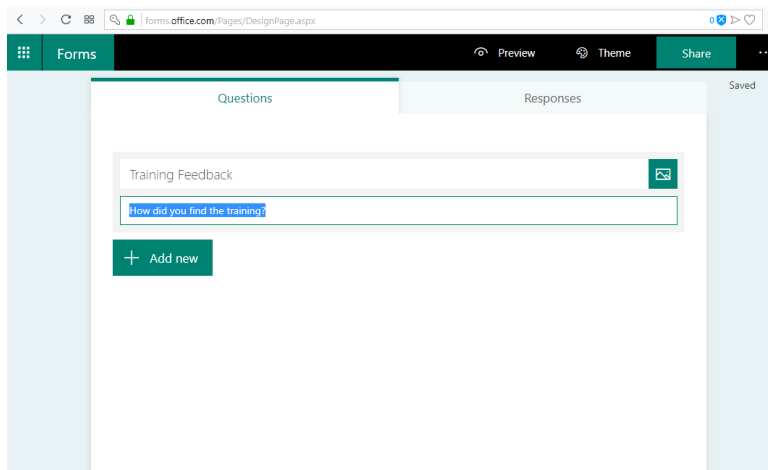 forms.office.com/Pages/DesignPage.aspx
0
Forms
Preview
Theme
Share
Questions
Responses
Saved
Training Feedback
How did you find the training?
Add new